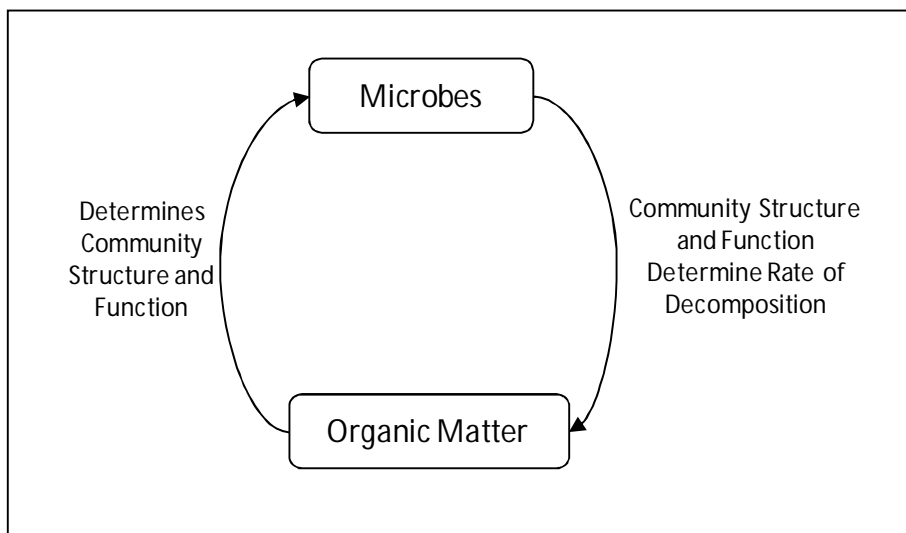 Microbes
Determines
Community
Structure and
Function
Community Structure
and Function
Determine Rate of
Decomposition
Organic Matter